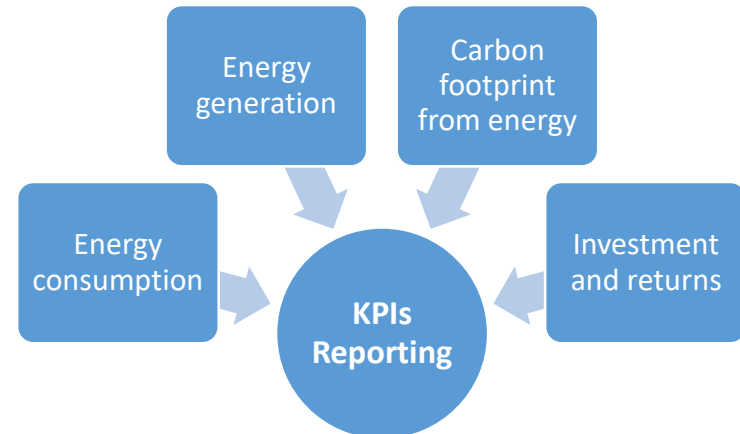 Energy
generation
Carbon
footprint
from energy
Energy
consumption
Investment
and returns
KPIs
Reporting